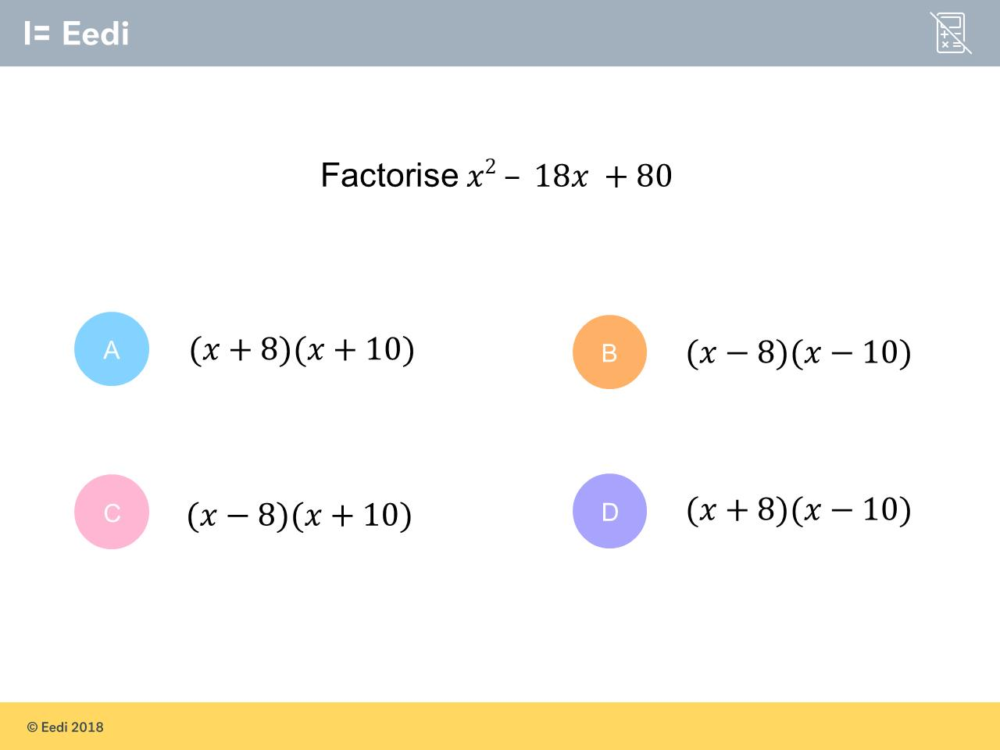 Eedi
Factorise x² – 18x + 80
A (x + 8)(x + 10)
B (x − 8)(x − 10)
C (x − 8)(x + 10)
D (x + 8)(x − 10)
© Eedi 2018